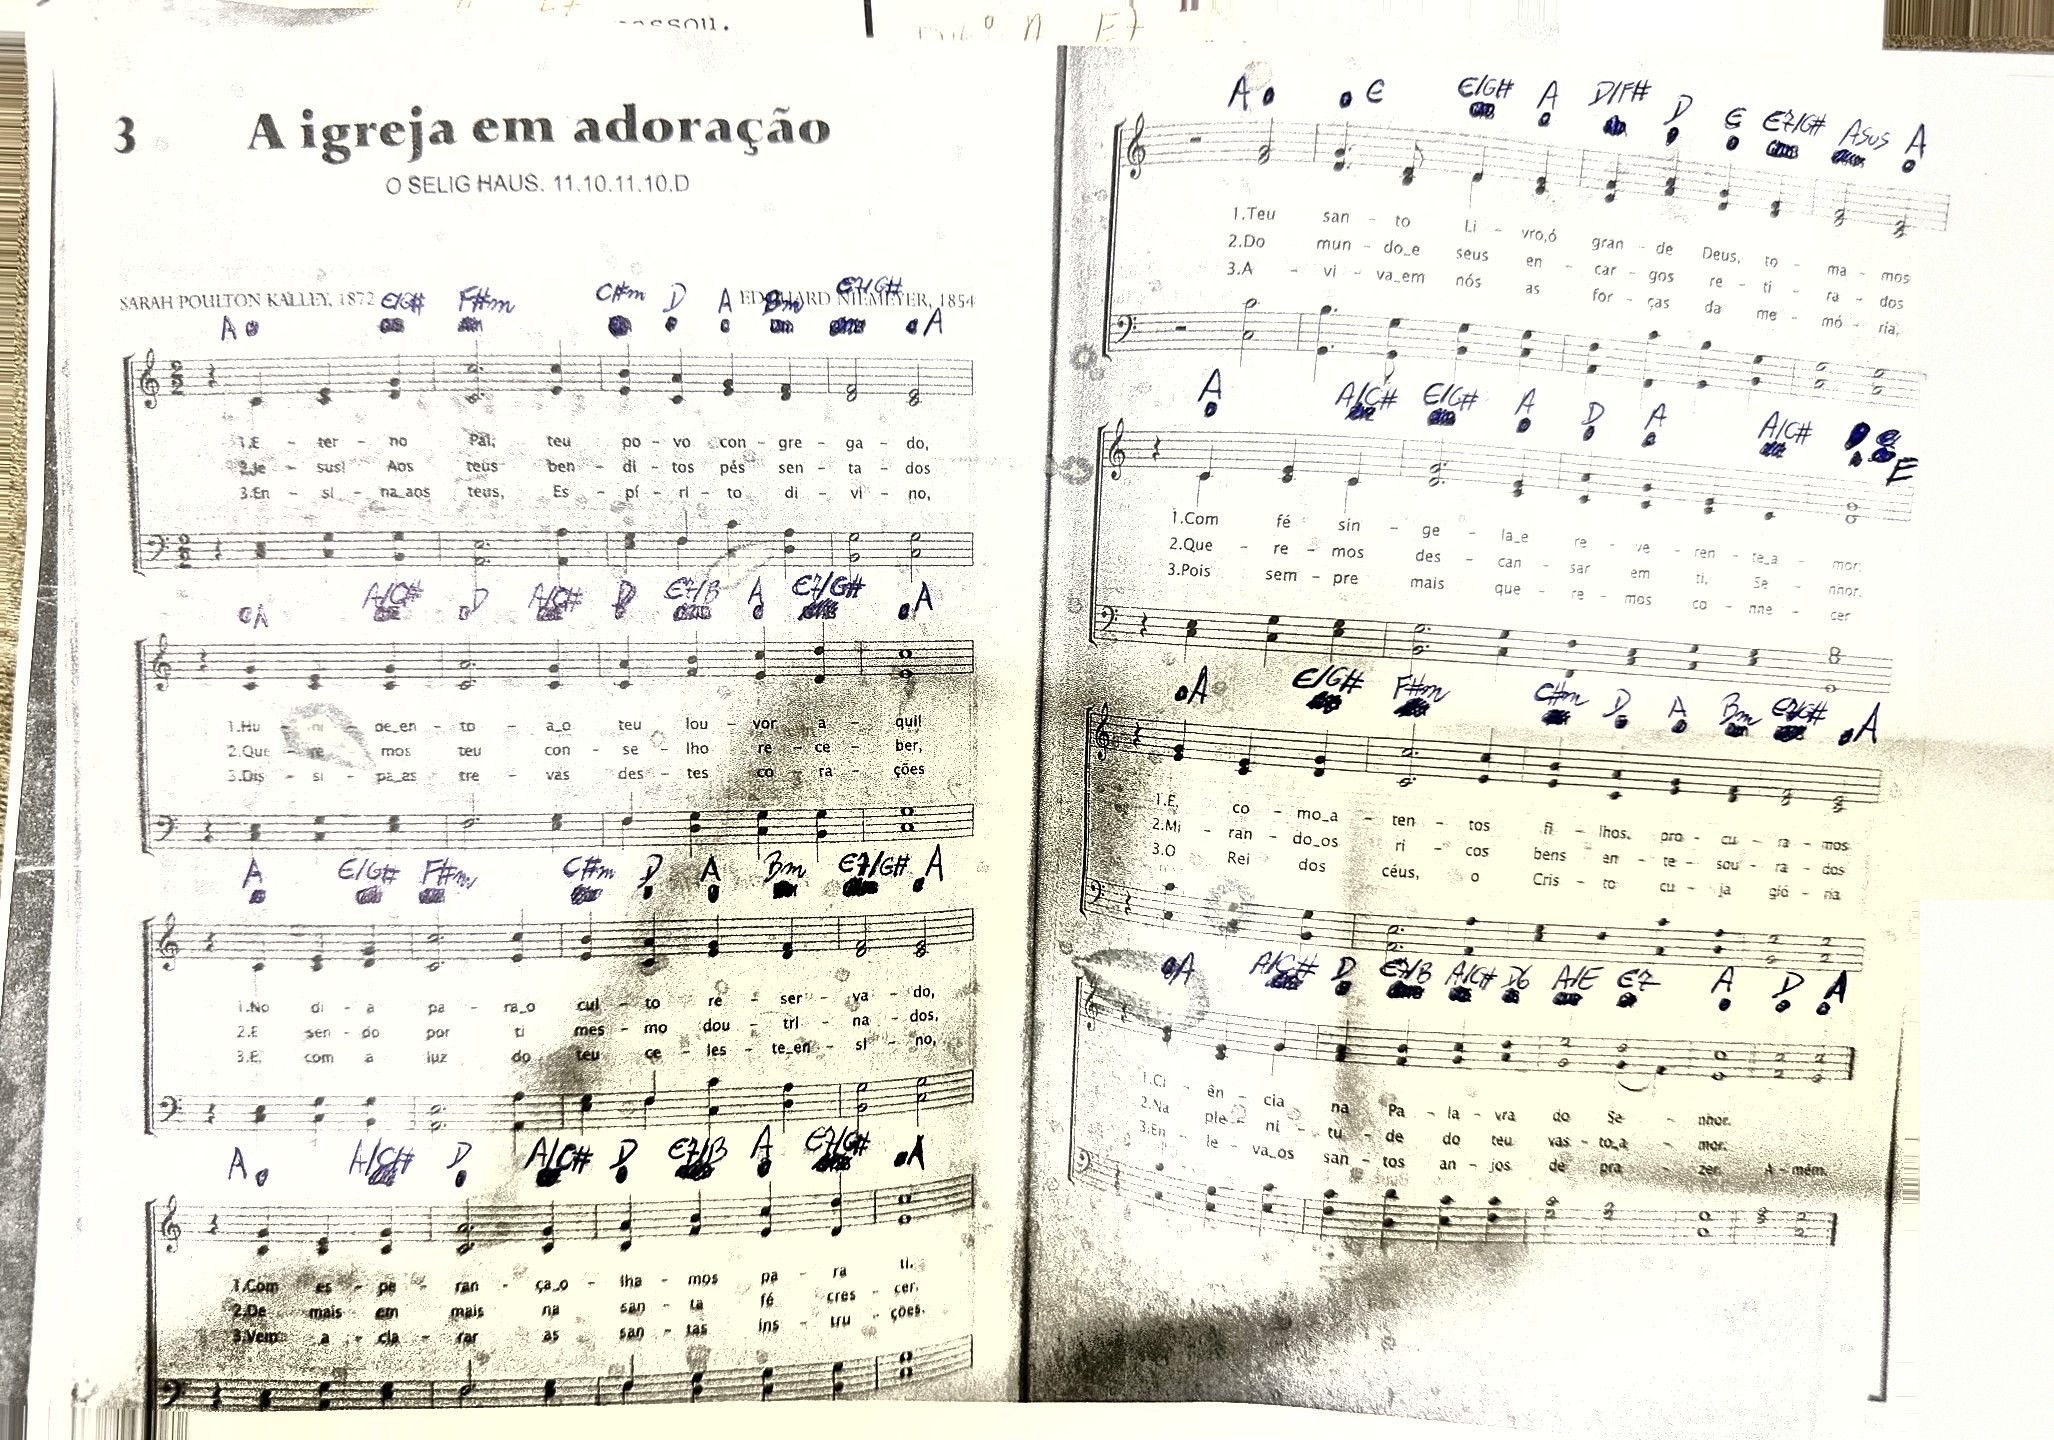 3 A igreja em adoração
O SELIG HAUS. 11.10.11.10.D
SARAH POULTON KALLEY, 1872 EDUHARD NIEMEYER, 1854
A E/G# F#m C#m D A Bm E7/G# A
1.E - ter - no Pai, teu po - vo con - gre - ga - do,
2.Je - sus! Aos teus ben - di - tos pés sen - ta - dos
3.En - si - na_aos teus, Es - pí - ri - to di - vi - no,
A A/C# D A/C# D E7/B A E7/G# A
1.Hu - mil - de_en - to - a_o teu lou - vor a - qui!
2.Que - re - mos teu con - se - lho re - ce - ber,
3.Dis - si - pa_as tre - vas des - tes co - ra - ções
A E/G# F#m C#m D A Bm E7/G# A
1.No di - a pa - ra_o cul - to re - ser - va - do,
2.E sen - do por ti mes - mo dou - tri - na - dos,
3.E, com a luz do teu ce - les - te_en - si - no,
A A/C# D A/C# D E7/B A E7/G# A
1.Com es - pe - ran - ça_o - lha - mos pa - ra ti.
2.De mais em mais na san - ta fé cres - cer.
3.Vem a - cla - rar as san - tas ins - tru - ções.
A E E/G# A D/F# D E E7/G# Asus A
1.Teu san - to Li - vro,ó gran - de Deus, to - ma - mos
2.Do mun - do_e seus en - car - gos re - ti - ra - dos
3.A - vi - va_em nós as for - ças da me - mó - ria,
A A/C# E/G# A D A A/C# E
1.Com fé sin - ge - la_e re - ve - ren - te_a - mor.
2.Que - re - mos des - can - sar em ti, Se - nhor.
3.Pois sem - pre mais que - re - mos co - nhe - cer
A E/G# F#m C#m D A Bm E7/G# A
1.E, co - mo_a - ten - tos fi - lhos, pro - cu - ra - mos
2.Mi - ran - do_os ri - cos bens en - te - sou - ra - dos
3.O Rei dos céus, o Cris - to cu - ja gló - ria
A A/C# D E7/B A/C# D6 A/E E7 A D A
1.Ci - ên - cia na Pa - la - vra do Se - nhor.
2.Na ple - ni - tu - de do teu vas - to_a - mor.
3.En - le - va_os san - tos an - jos de pra - zer. A - mém.